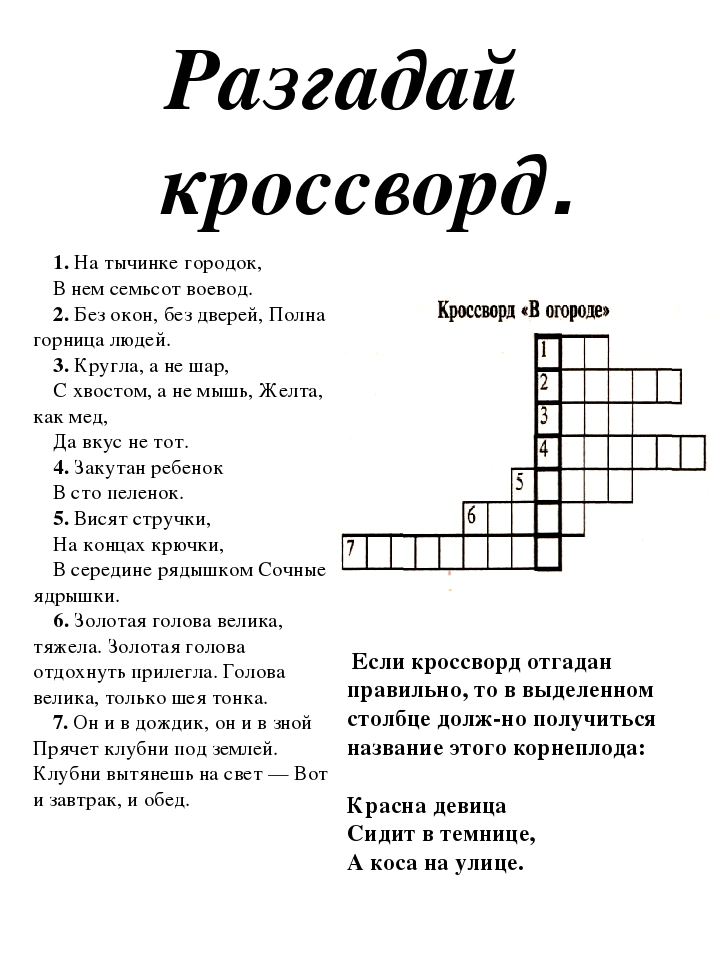 Разгадай
кроссворд.
1. На тычинке городок,
В нем семьсот воевод.
2. Без окон, без дверей, Полна
горница людей.
3. Кругла, а не шар,
С хвостом, а не мышь, Желта,
как мед,
Да вкус не тот.
4. Закутан ребенок
В сто пеленок.
5. Висят стручки,
На концах крючки,
В середине рядышком Сочные
ядрышки.
6. Золотая голова велика,
тяжела. Золотая голова
отдохнуть прилегла. Голова
велика, только шея тонка.
7. Он и в дождик, он и в зной
Прячет клубни под землей.
Клубни вытянешь на свет — Вот
и завтрак, и обед.
Кроссворд «В огороде»
1
2
3
4
5
6
7
Если кроссворд отгадан
правильно, то в выделенном
столбце долж-но получиться
название этого корнеплода:
Красна девица
Сидит в темнице,
А коса на улице.